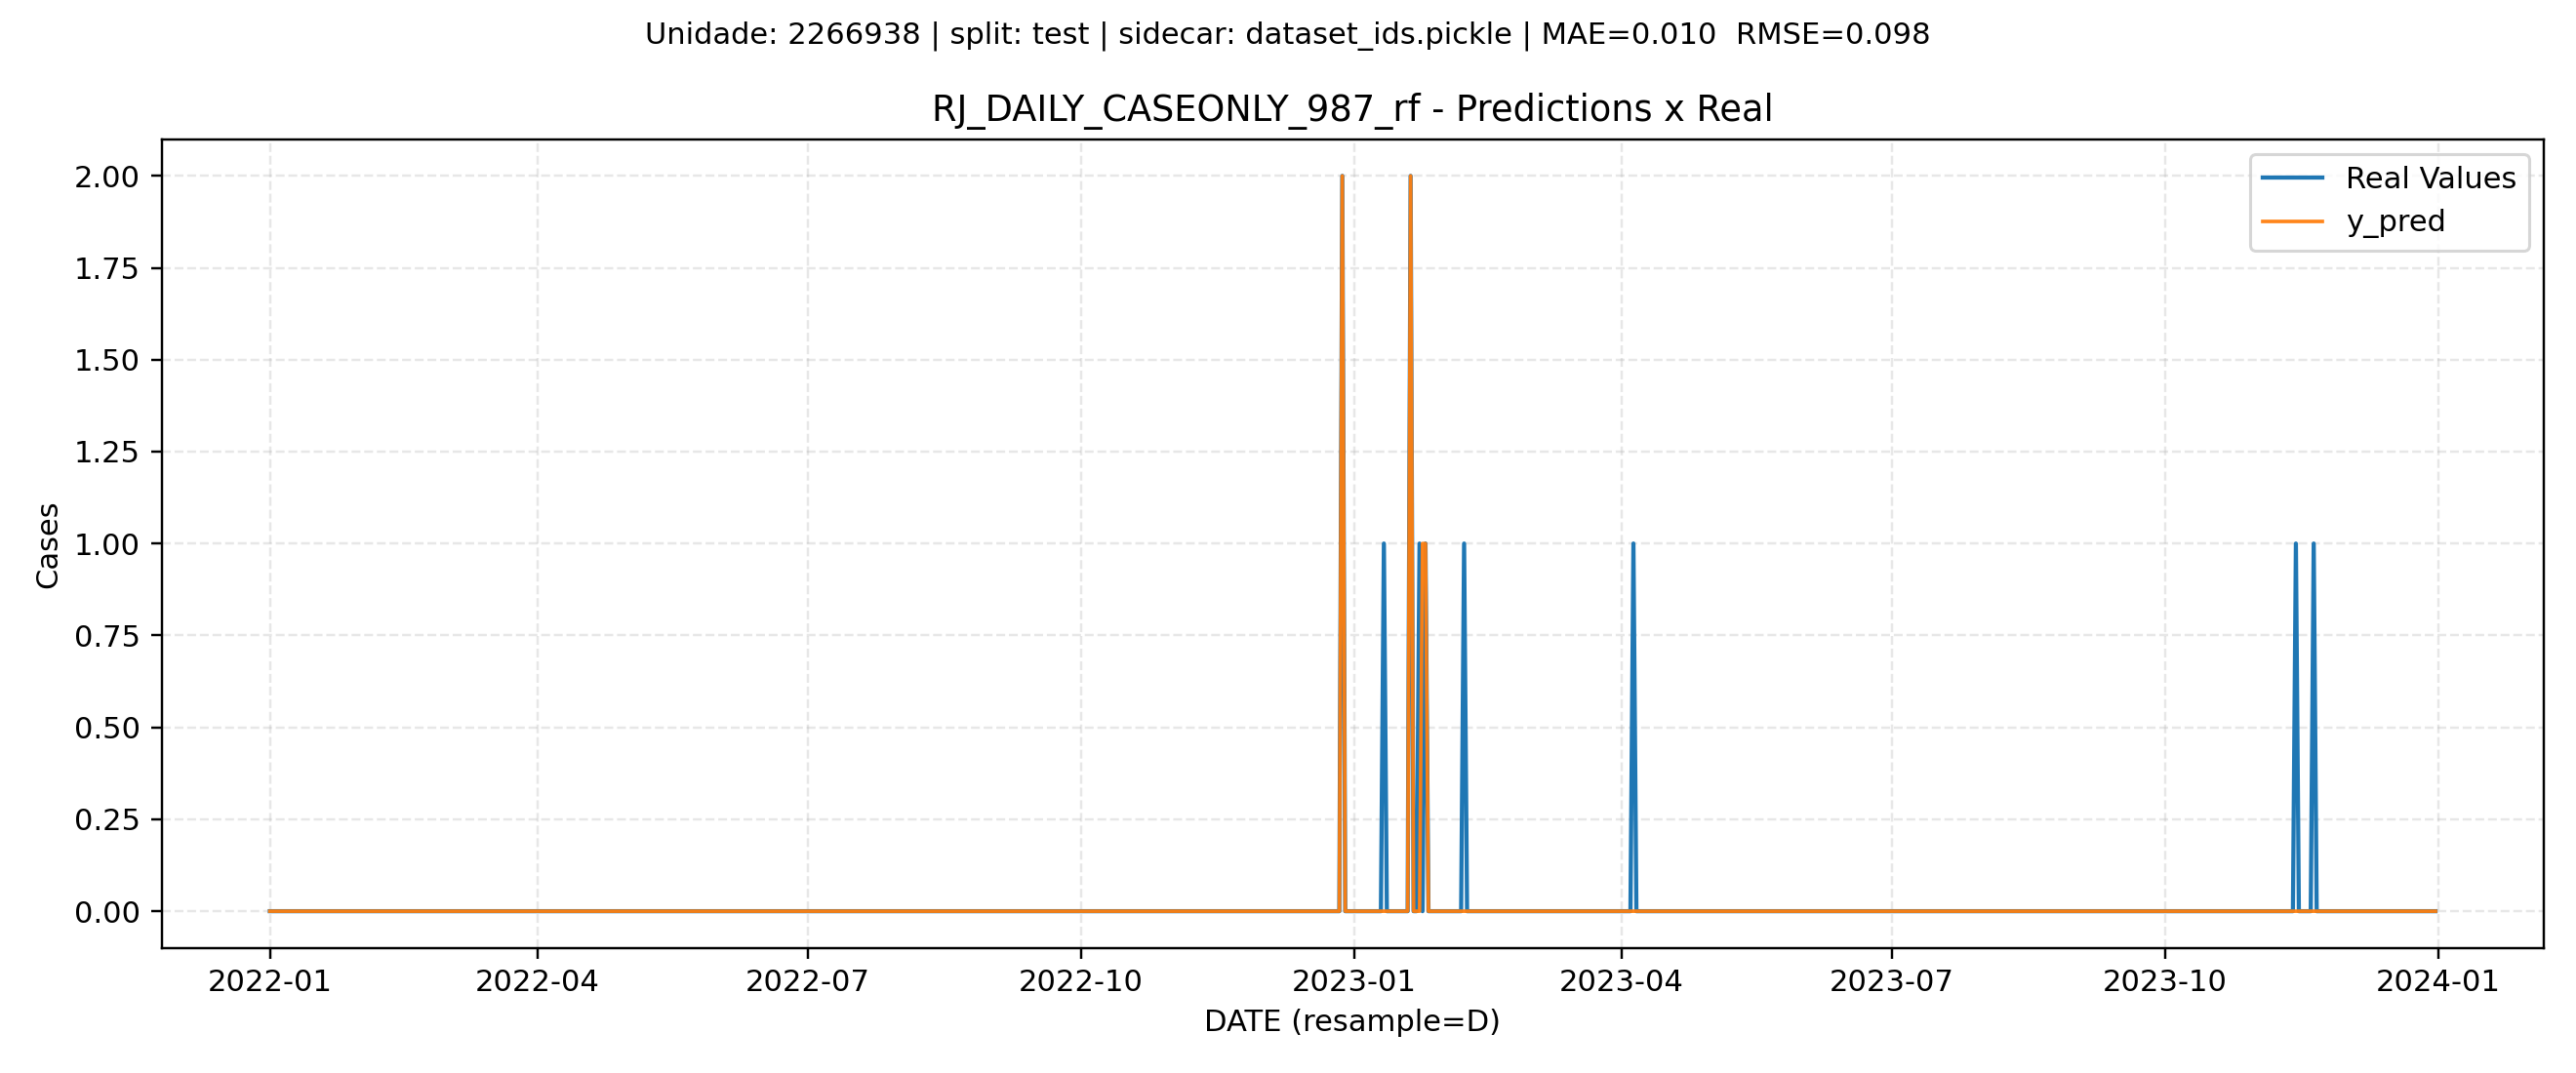 Unidade: 2266938 | split: test | sidecar: dataset_ids.pickle | MAE=0.010  RMSE=0.098
RJ_DAILY_CASEONLY_987_rf - Predictions x Real
Real Values
y_pred
2.00
1.75
1.50
1.25
1.00
0.75
0.50
0.25
0.00
Cases
2022-01 2022-04 2022-07 2022-10 2023-01 2023-04 2023-07 2023-10 2024-01
DATE (resample=D)